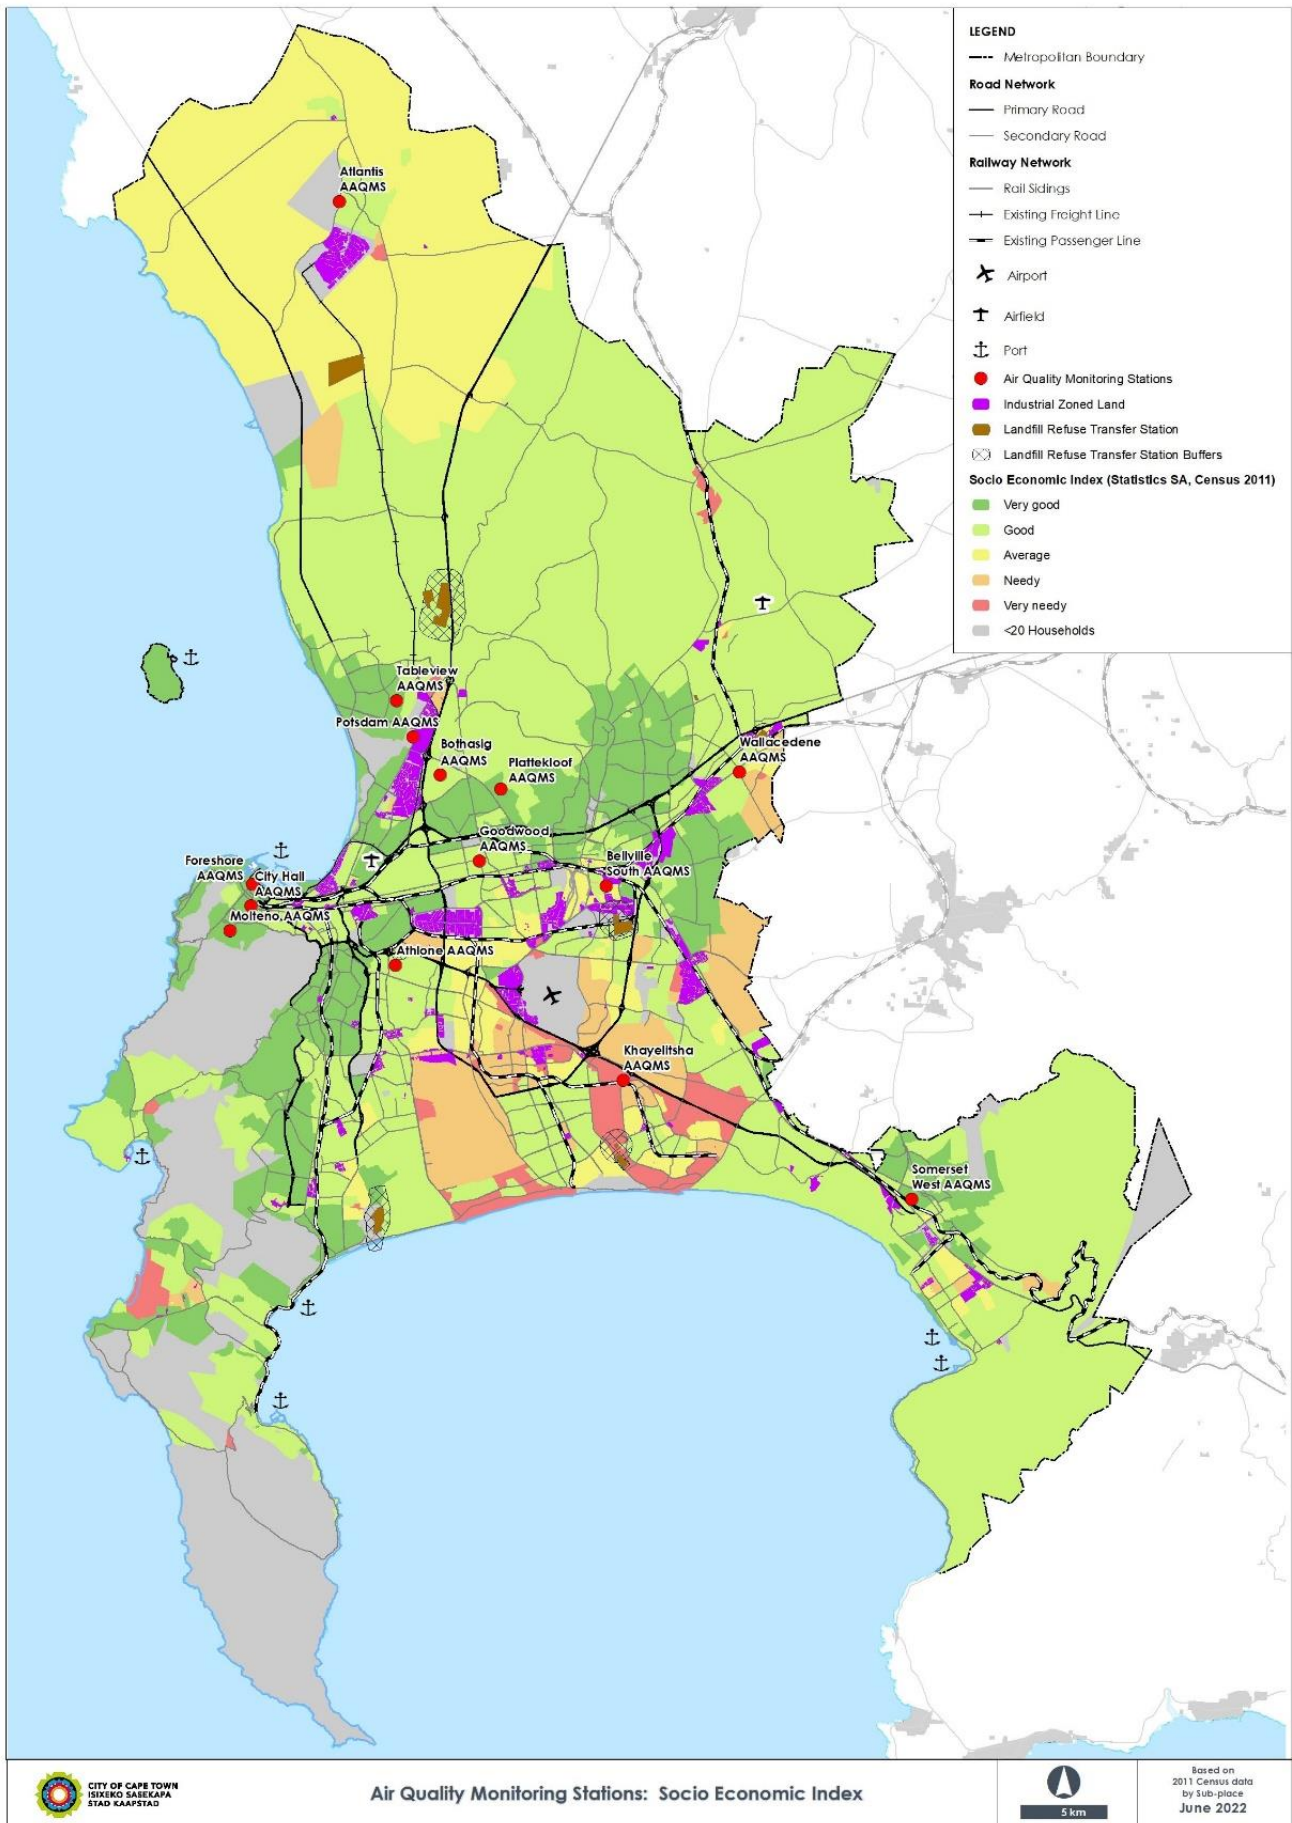 LEGEND
Metropolitan Boundary
Road Network
Primary Road
Secondary Road
Railway Network
Rail Sidings
Existing Freight Line
Existing Passenger Line
Airport
Airfield
Port
Air Quality Monitoring Stations
Industrial Zoned Land
Landfill Refuse Transfer Station
Landfill Refuse Transfer Station Buffers
Socio Economic Index (Statistics SA, Census 2011)
Very good
Good
Average
Needy
Very needy
<20 Households
Atlantis
AAQMS
Tableview
AAQMS
Potsdam AAQMS
Bothasig
AAQMS
Plattekloof
AAQMS
Wallacedene
AAQMS
Goodwood
AAQMS
Bellville
South AAQMS
Foreshore
AAQMS
City Hall
AAQMS
Molteno AAQMS
Athlone AAQMS
Khayelitsha
AAQMS
Somerset
West AAQMS
CITY OF CAPE TOWN
ISIXEKO SASEKAPA
STAD KAAPSTAD
Air Quality Monitoring Stations: Socio Economic Index
5 km
Based on
2011 Census data
by Sub-place
June 2022